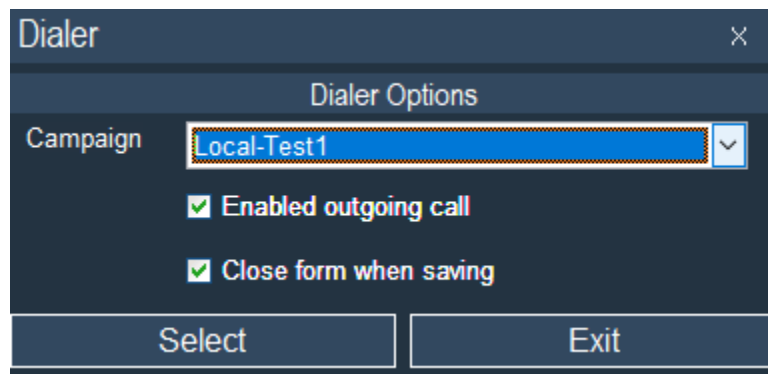 Dialer
Dialer Options
Campaign Local-Test1
Enabled outgoing call
Close form when saving
Select Exit